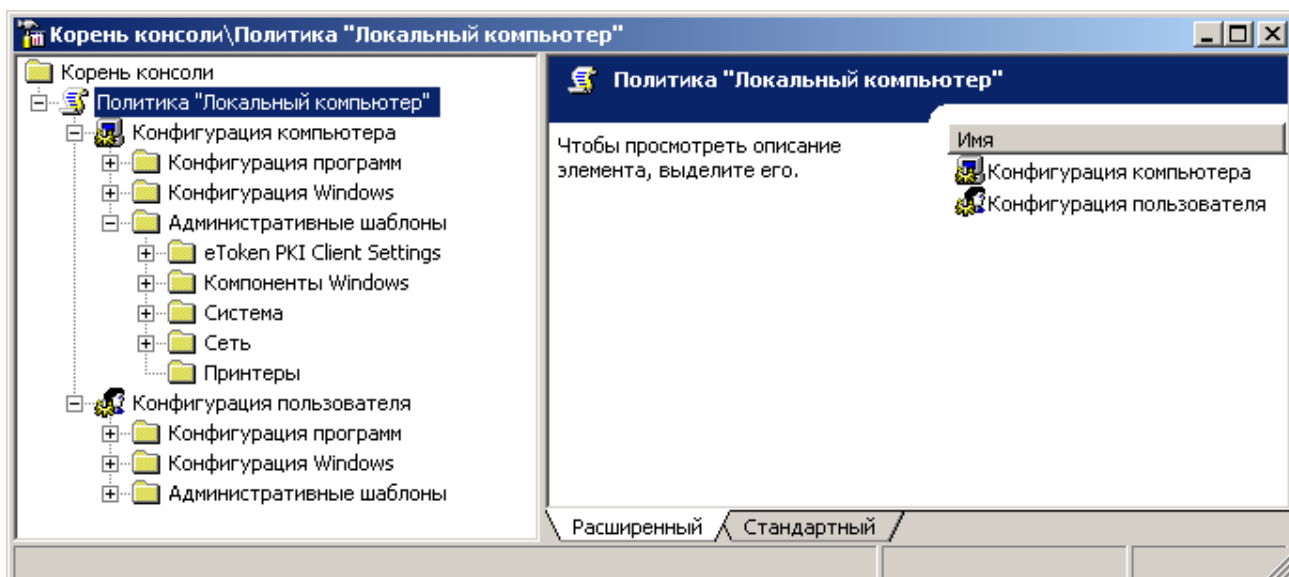 Корень консоли\Политика "Локальный компьютер"
Корень консоли
Политика "Локальный компьютер"
Конфигурация компьютера
Конфигурация программ
Конфигурация Windows
Административные шаблоны
eToken PKI Client Settings
Компоненты Windows
Система
Сеть
Принтеры
Конфигурация пользователя
Конфигурация программ
Конфигурация Windows
Административные шаблоны
Политика "Локальный компьютер"
Чтобы просмотреть описание
элемента, выделите его.
Имя
Конфигурация компьютера
Конфигурация пользователя
Расширенный
Стандартный